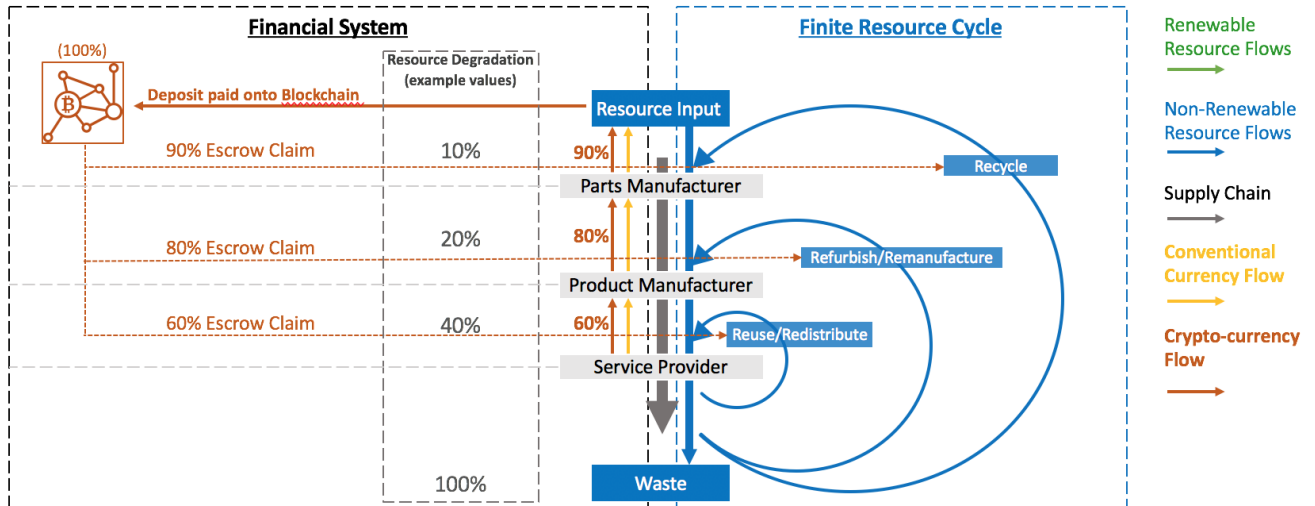 Financial System
Finite Resource Cycle
(100%)
Resource Degradation
(example values)
Deposit paid onto Blockchain
Resource Input
90% Escrow Claim
10%
90%
Recycle
Parts Manufacturer
80% Escrow Claim
20%
80%
Refurbish/Remanufacture
Product Manufacturer
60% Escrow Claim
40%
60%
Reuse/Redistribute
Service Provider
100%
Waste
Renewable
Resource Flows
Non-Renewable
Resource Flows
Supply Chain
Conventional
Currency Flow
Crypto-currency
Flow